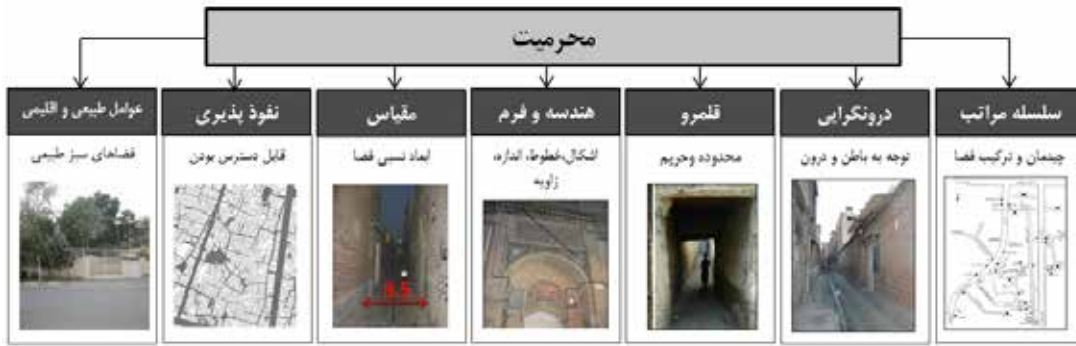 محرمیت
سلسله مراتب
چیدمان و ترکیب فضا
درونگرایی
توجه به باطن و درون
قلمرو
محدوده وحریم
هندسه و فرم
اشکال،خطوط، اندازه،
زاویه
مقیاس
ابعاد نسبی فضا
نفوذ پذیری
قابل دسترس بودن
عوامل طبیعی و اقلیمی
فضاهای سبز طبیعی